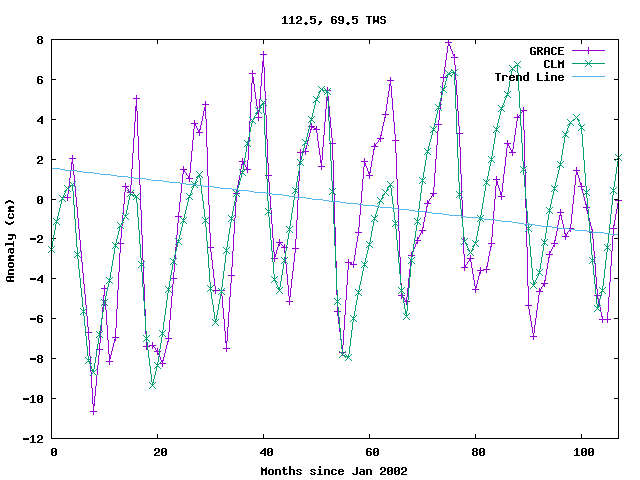 112.5, 69.5 TWS
GRACE
CLM
Trend Line
8
6
4
2
0
-2
-4
-6
-8
-10
-12
Anomaly (cm)
0 20 40 60 80 100
Months since Jan 2002